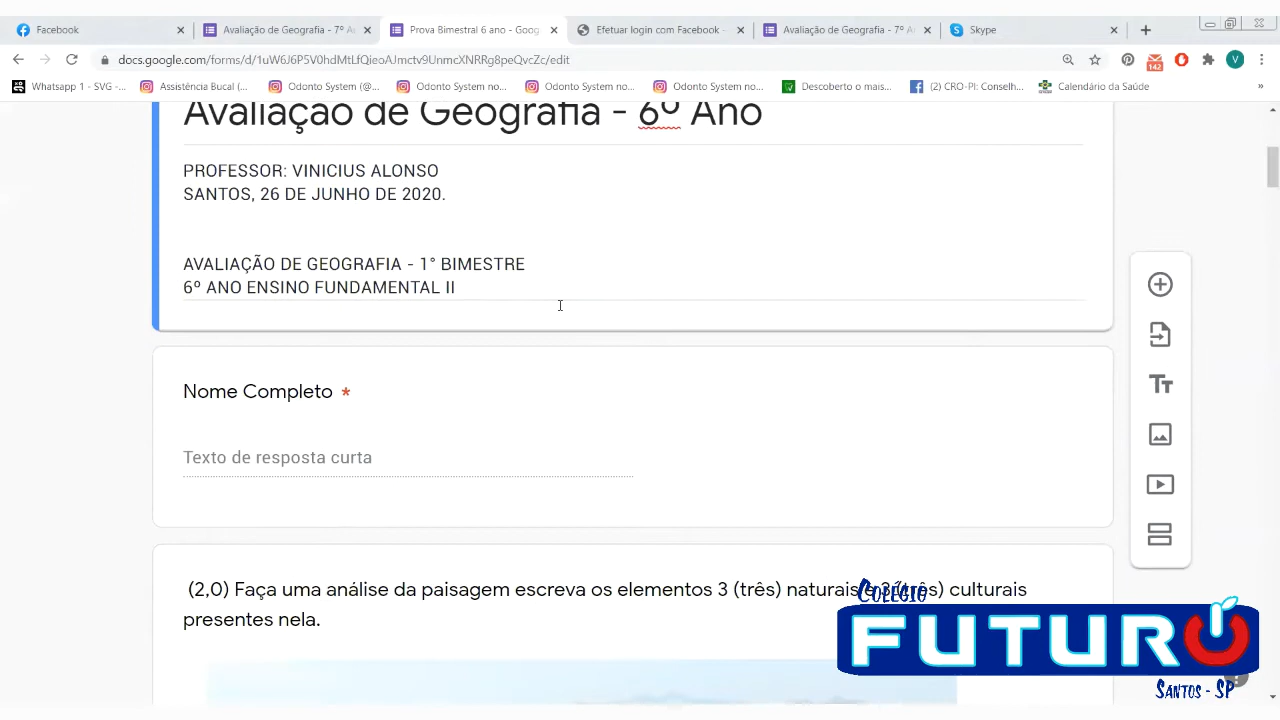 Facebook
Avaliação de Geografia - 7º A
Prova Bimestral 6 ano - Goog
Efetuar login com Facebook -
Avaliação de Geografia - 7º A
Skype
docs.google.com/forms/d/1uW6J6P5V0hdMtLfQieoAJmctv9UnmcXNRRg8peQvcZc/edit
142
V
Whatsapp 1 - SVG -...
Assistência Bucal (...
Odonto System (@...
Odonto System no...
Odonto System no...
Odonto System no...
Descoberto o mais...
(2) CRO-PI: Conselh...
Calendário da Saúde
»
Avaliação de Geografia - 6º Ano
PROFESSOR: VINICIUS ALONSO
SANTOS, 26 DE JUNHO DE 2020.
AVALIAÇÃO DE GEOGRAFIA - 1° BIMESTRE
6º ANO ENSINO FUNDAMENTAL II
Nome Completo *
Texto de resposta curta
(2,0) Faça uma análise da paisagem escreva os elementos 3 (três) naturais e 3 (três) culturais
presentes nela.
COLÉGIO
FUTURO
SANTOS - SP